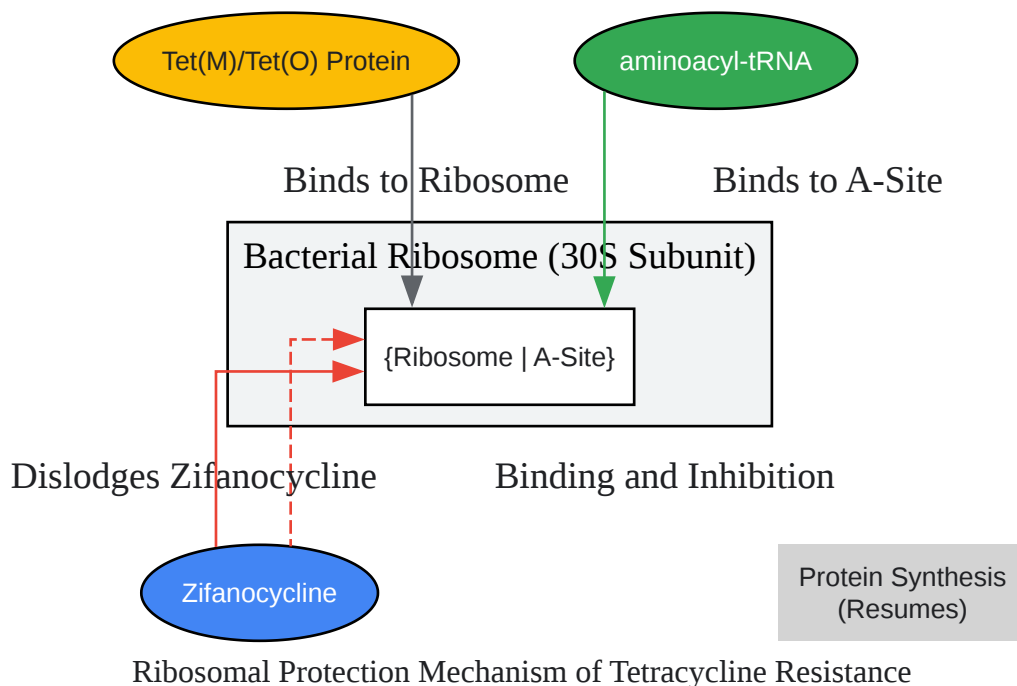 Tet(M)/Tet(O) Protein
aminoacyl-tRNA
Binds to Ribosome
Binds to A-Site
Bacterial Ribosome (30S Subunit)
{Ribosome | A-Site}
Dislodges Zifanocycline
Binding and Inhibition
Zifanocycline
Protein Synthesis
(Resumes)
Ribosomal Protection Mechanism of Tetracycline Resistance